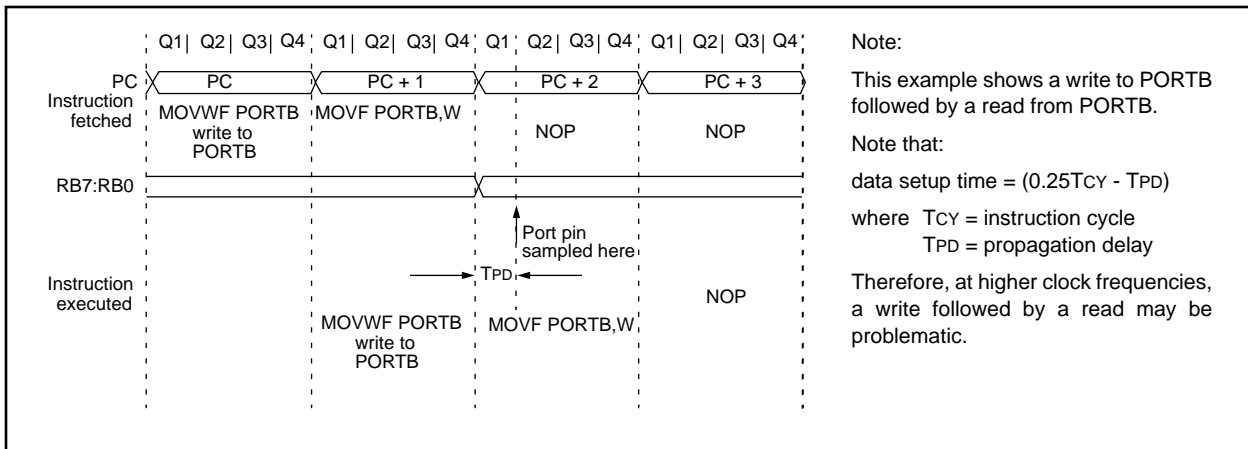 Q1| Q2| Q3| Q4 Q1| Q2| Q3| Q4 Q1| Q2| Q3| Q4 Q1| Q2| Q3| Q4
PC PC PC + 1 PC + 2 PC + 3
Instruction
fetched
MOVWF PORTB
write to
PORTB
MOVF PORTB,W
NOP
NOP
RB7:RB0
Port pin
sampled here
TPD
Instruction
executed
MOVWF PORTB
write to
PORTB
MOVF PORTB,W
NOP
Note:
This example shows a write to PORTB
followed by a read from PORTB.
Note that:
data setup time = (0.25TCY - TPD)
where TCY = instruction cycle
TPD = propagation delay
Therefore, at higher clock frequencies,
a write followed by a read may be
problematic.